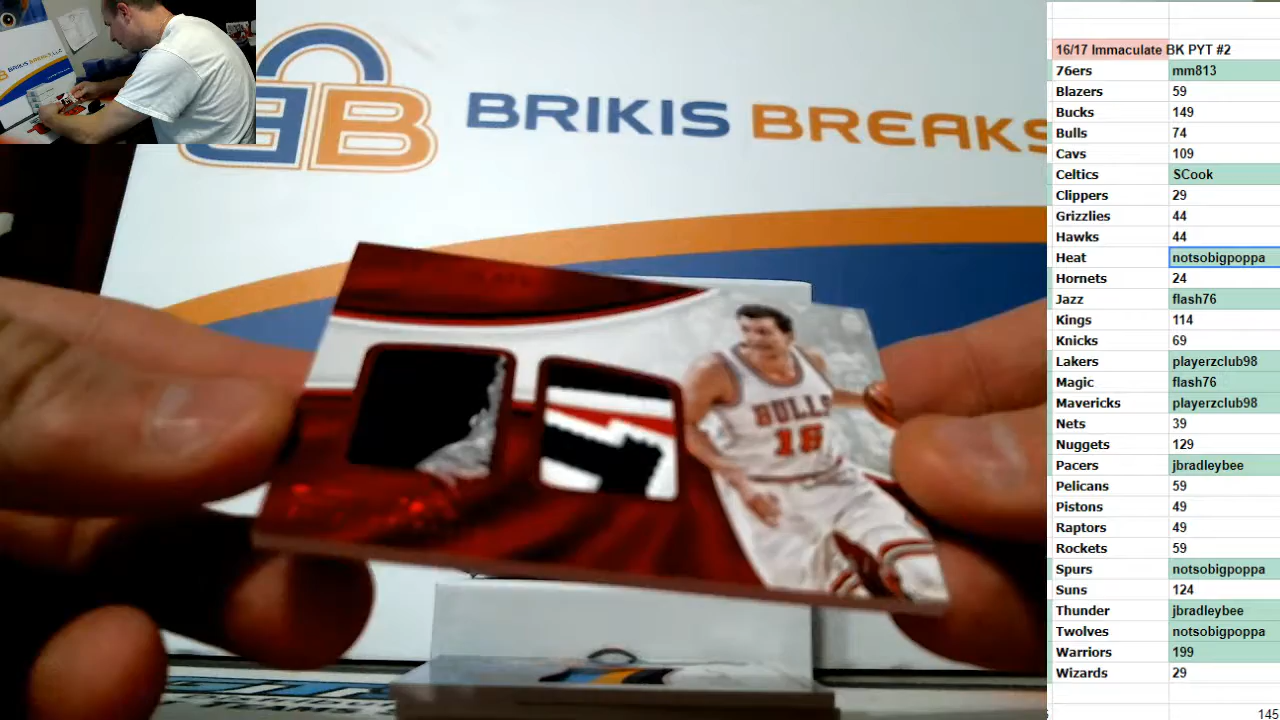 BRIKIS BREAKS
BB
BULLS
16/17 Immaculate BK PYT #2
76ers mm813
Blazers 59
Bucks 149
Bulls 74
Cavs 109
Celtics SCook
Clippers 29
Grizzlies 44
Hawks 44
Heat notsobigpoppa
Hornets 24
Jazz flash76
Kings 114
Knicks 69
Lakers playerzclub98
Magic flash76
Mavericks playerzclub98
Nets 39
Nuggets 129
Pacers jbradleybee
Pelicans 59
Pistons 49
Raptors 49
Rockets 59
Spurs notsobigpoppa
Suns 124
Thunder jbradleybee
Twolves notsobigpoppa
Warriors 199
Wizards 29
145